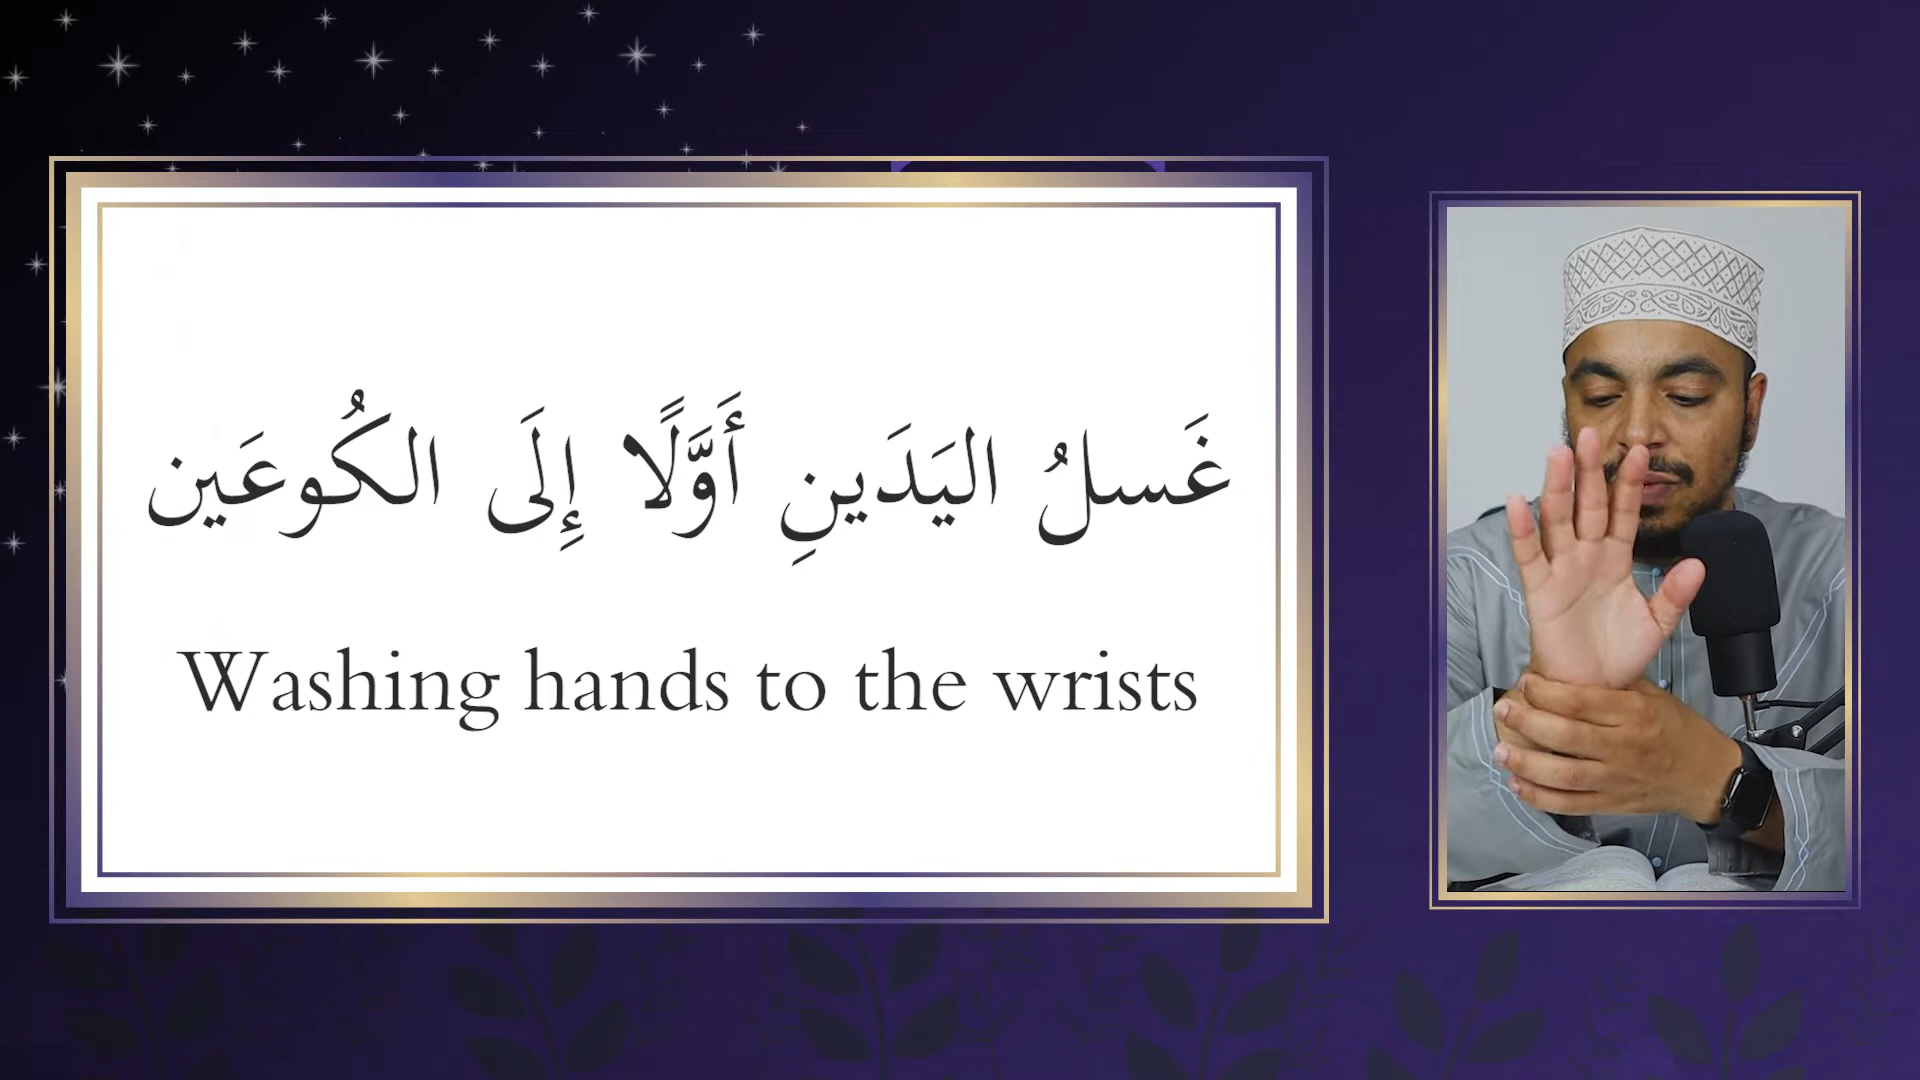 غَسلُ اليَدَينِ أَوَّلًا إِلَى الكُوعَين
Washing hands to the wrists